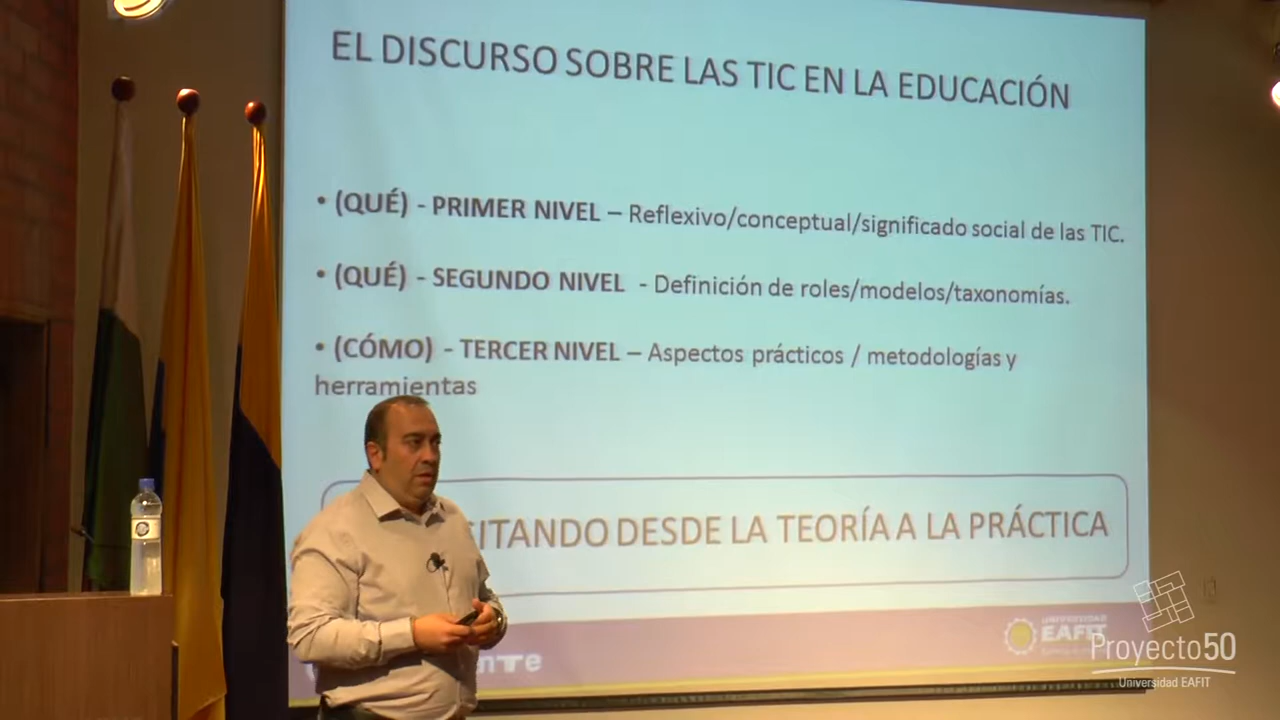 EL DISCURSO SOBRE LAS TIC EN LA EDUCACIÓN
• (QUÉ) - PRIMER NIVEL – Reflexivo/conceptual/significado social de las TIC.
• (QUÉ) - SEGUNDO NIVEL - Definición de roles/modelos/taxonomías.
• (CÓMO) - TERCER NIVEL – Aspectos prácticos / metodologías y
herramientas
DESDE LA TEORÍA A LA PRÁCTICA
UNIVERSIDAD
EAFIT
Proyecto50
Universidad EAFIT